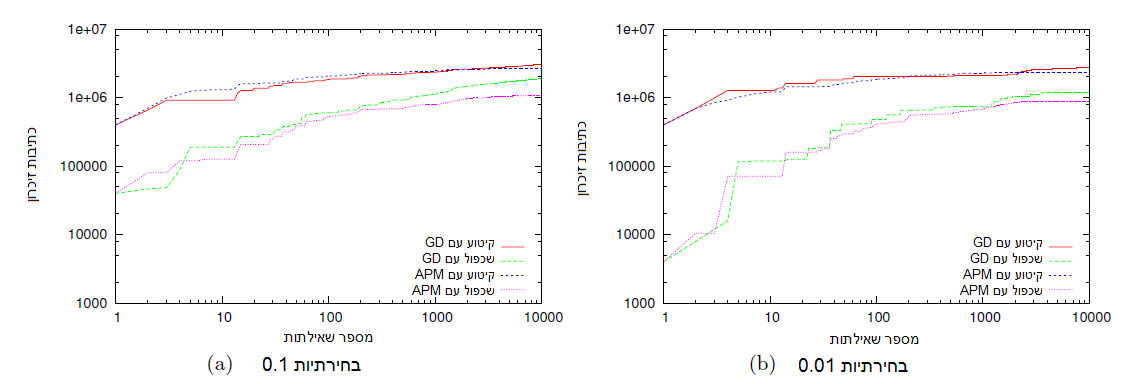 1e+07
1e+06
100000
10000
1000
כתיבות זיכרון
קיטוע עם GD
שכפול עם GD
קיטוע עם APM
שכפול עם APM
1 10 100 1000 10000
מספר שאילתות
(a) בחירתיות 0.1
1e+07
1e+06
100000
10000
1000
כתיבות זיכרון
קיטוע עם GD
שכפול עם GD
קיטוע עם APM
שכפול עם APM
1 10 100 1000 10000
מספר שאילתות
(b) בחירתיות 0.01